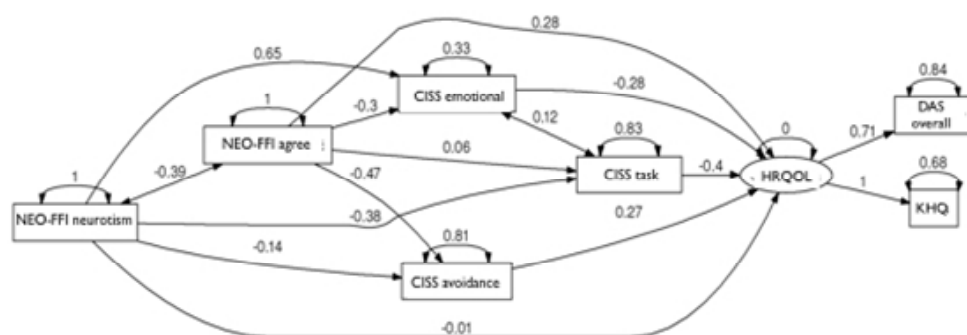 0.28
0.65
0.33
0.84
CISS emotional
-0.28
DAS
overall
1
-0.3
0.12
0.83
0
0.71
NEO-FFI agree
0.06
0.68
CISS task
-0.4
HRQOL
1
-0.39
-0.47
1
KHQ
NEO-FFI neurotism
-0.38
0.27
-0.14
0.81
CISS avoidance
-0.01